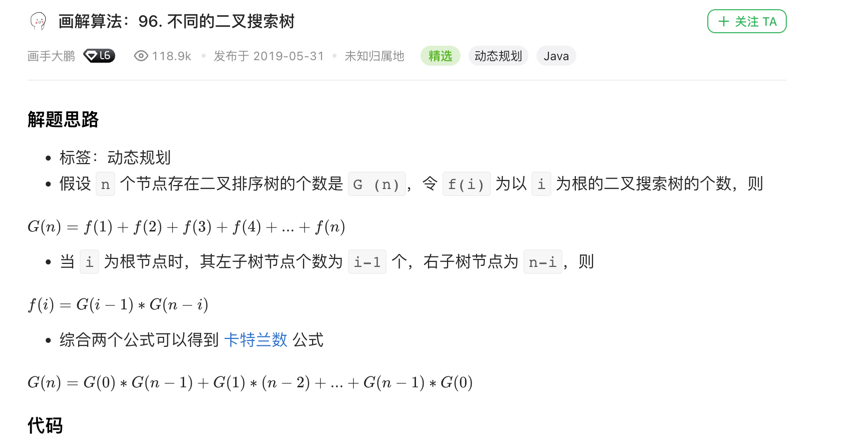 画解算法：96. 不同的二叉搜索树
+ 关注 TA
画手大鹏 L6 118.9k • 发布于 2019-05-31 • 未知归属地 精选 动态规划 Java
解题思路
• 标签：动态规划
• 假设 n 个节点存在二叉排序树的个数是 G (n)，令 f(i) 为以 i 为根的二叉搜索树的个数，则
G(n) = f(1) + f(2) + f(3) + f(4) + ... + f(n)
• 当 i 为根节点时，其左子树节点个数为 i-1 个，右子树节点为 n-i，则
f(i) = G(i − 1) ∗ G(n − i)
• 综合两个公式可以得到 卡特兰数 公式
G(n) = G(0) ∗ G(n − 1) + G(1) ∗ (n − 2) + ... + G(n − 1) ∗ G(0)
代码